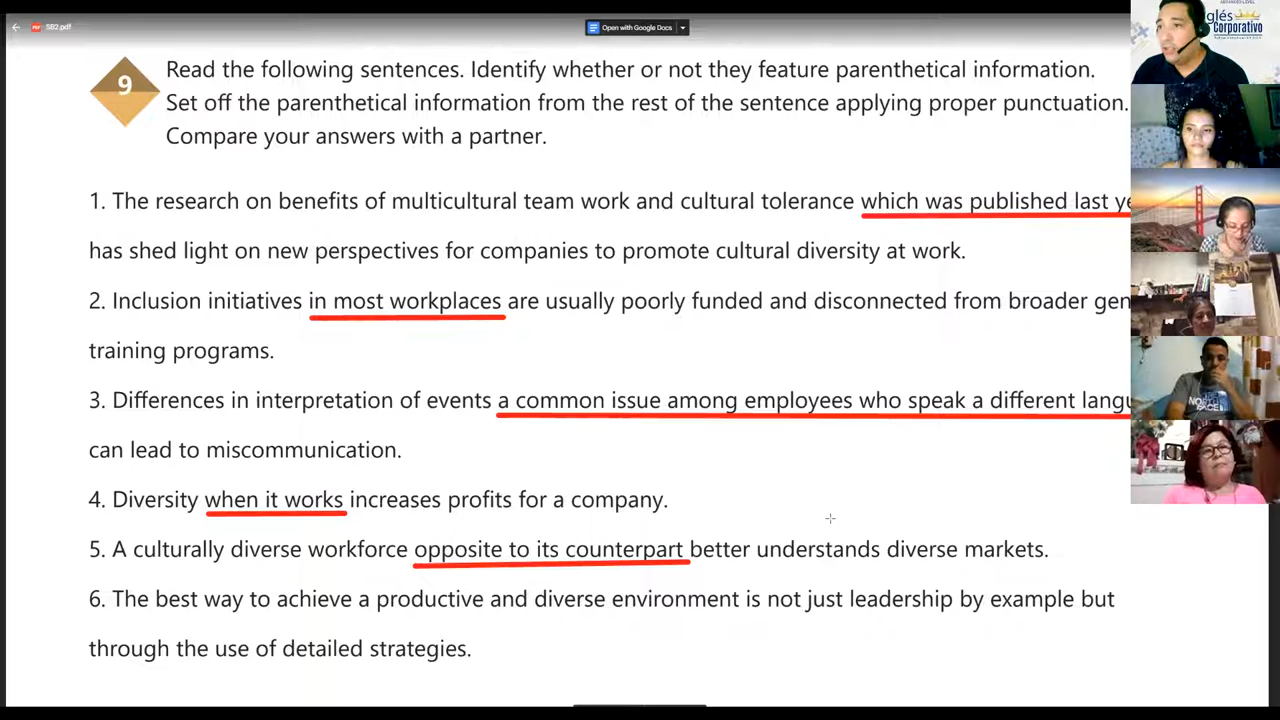 SB2.pdf
Open with Google Docs
glés
Corporativo
9
Read the following sentences. Identify whether or not they feature parenthetical information.
Set off the parenthetical information from the rest of the sentence applying proper punctuation.
Compare your answers with a partner.
1. The research on benefits of multicultural team work and cultural tolerance which was published last ye
has shed light on new perspectives for companies to promote cultural diversity at work.
2. Inclusion initiatives in most workplaces are usually poorly funded and disconnected from broader gen
training programs.
3. Differences in interpretation of events a common issue among employees who speak a different langu
can lead to miscommunication.
4. Diversity when it works increases profits for a company.
5. A culturally diverse workforce opposite to its counterpart better understands diverse markets.
6. The best way to achieve a productive and diverse environment is not just leadership by example but
through the use of detailed strategies.